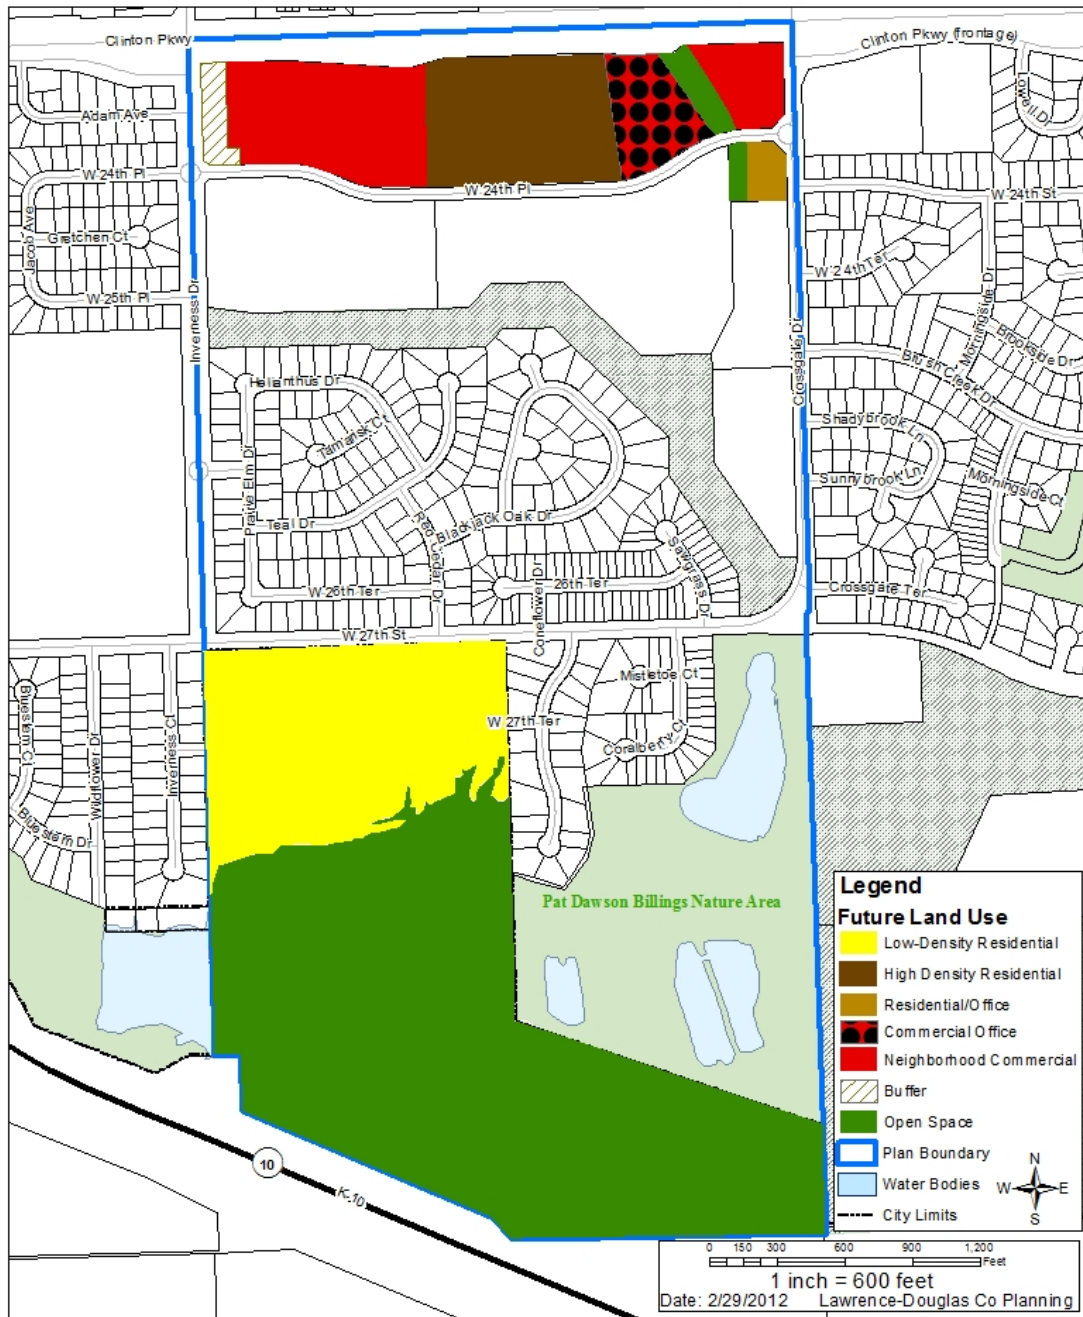 Clinton Pkwy
Clinton Pkwy (frontage)
Lowell Dr
Adam Ave
W 24th Pl
W 24th Pl
W 24th St
Jacob Ave
Gretchen Ct
W 24th Ter
Morningside Dr
W 25th Pl
Inverness Dr
Crossgate Dr
Brookside Dr
Brush Creek Dr
Helianthus Dr
Tamarisk Ct
Shadybrook Ln
Prairie Elm Dr
Sunnybrook Ln
Morningside Ct
Teal Dr
Red Cedar Dr
Blackjack Oak Dr
Sawgrass Dr
W 26th Ter
Coneflower Dr
26th Ter
Crossgate Ter
W 27th St
Bluestem Ct
Wildflower Dr
Inverness Ct
Mistletoe Ct
W 27th Ter
Coralberry Ct
Bluestem Dr
Pat Dawson Billings Nature Area
10
K-10
Legend
Future Land Use
Low-Density Residential
High Density Residential
Residential/Office
Commercial Office
Neighborhood Commercial
Buffer
Open Space
Plan Boundary
Water Bodies
City Limits
N
W E
S
0 150 300 600 900 1,200
Feet
1 inch = 600 feet
Date: 2/29/2012 Lawrence-Douglas Co Planning